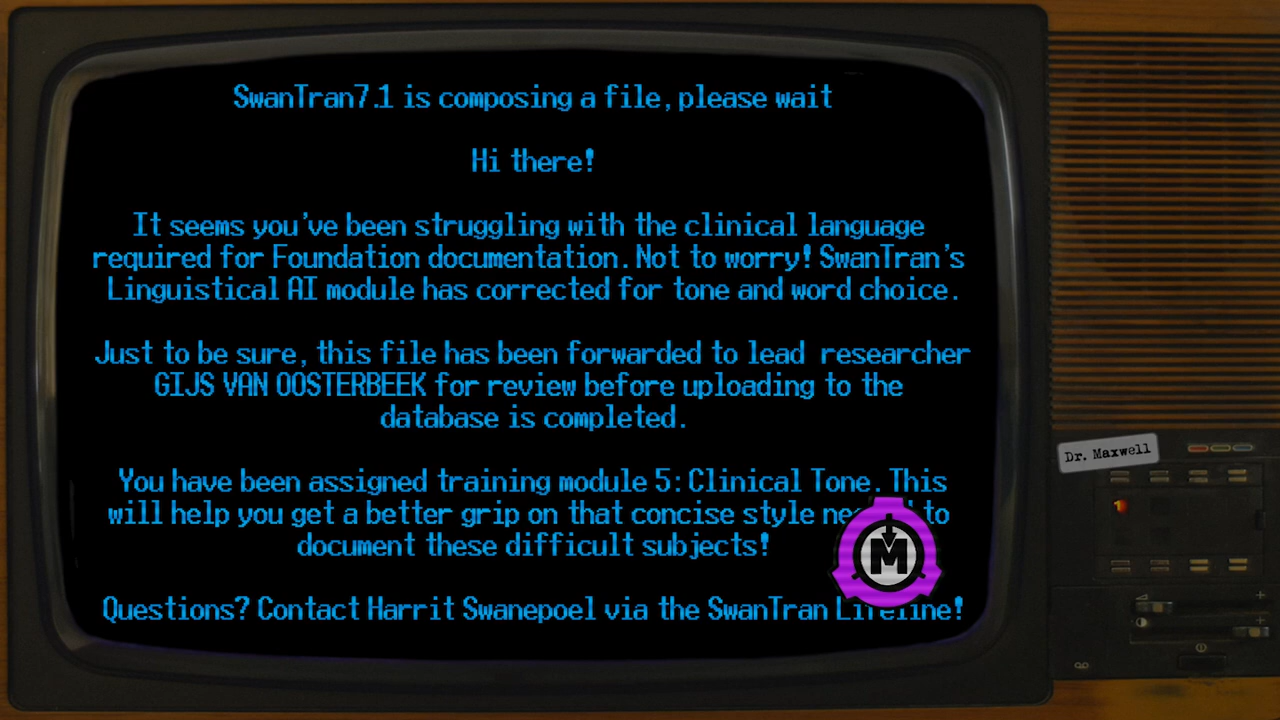 SwanTran7.1 is composing a file, please wait
Hi there!
It seems you've been struggling with the clinical language
required for Foundation documentation. Not to worry! SwanTran's
Linguistical AI module has corrected for tone and word choice.
Just to be sure, this file has been forwarded to lead researcher
GIJS VAN OOSTERBEEK for review before uploading to the
database is completed.
You have been assigned training module 5: Clinical Tone. This
will help you get a better grip on that concise style to
document these difficult subjects!
Questions? Contact Harrit Swanepoel via the SwanTran Lifeline!
Dr. Maxwell
1
M